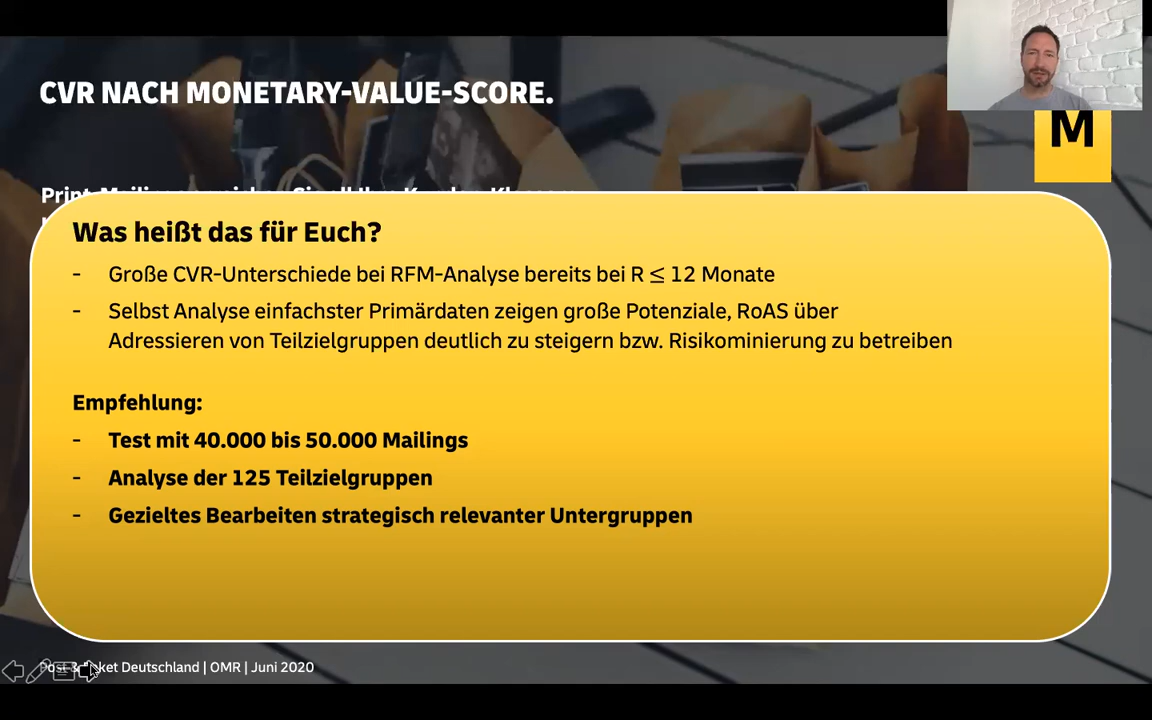 CVR NACH MONETARY-VALUE-SCORE.
M
Was heißt das für Euch?
- Große CVR-Unterschiede bei RFM-Analyse bereits bei R ≤ 12 Monate
- Selbst Analyse einfachster Primärdaten zeigen große Potenziale, RoAS über
Adressieren von Teilzielgruppen deutlich zu steigern bzw. Risikominierung zu betreiben
Empfehlung:
- Test mit 40.000 bis 50.000 Mailings
- Analyse der 125 Teilzielgruppen
- Gezieltes Bearbeiten strategisch relevanter Untergruppen
Deutschland | OMR | Juni 2020